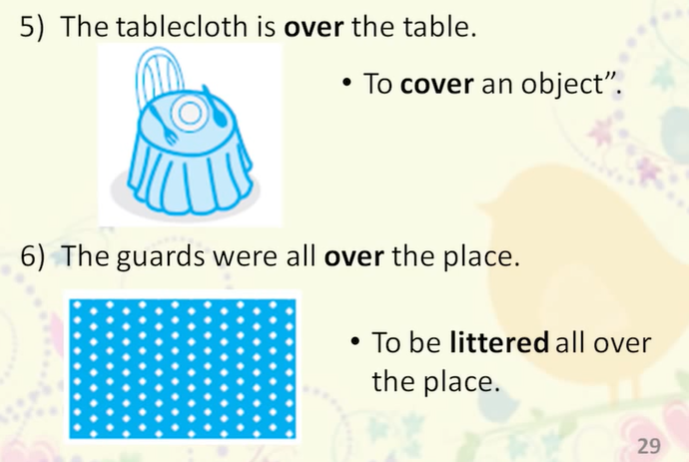 5) The tablecloth is over the table.
• To cover an object”.
6) The guards were all over the place.
• To be littered all over
the place.
29